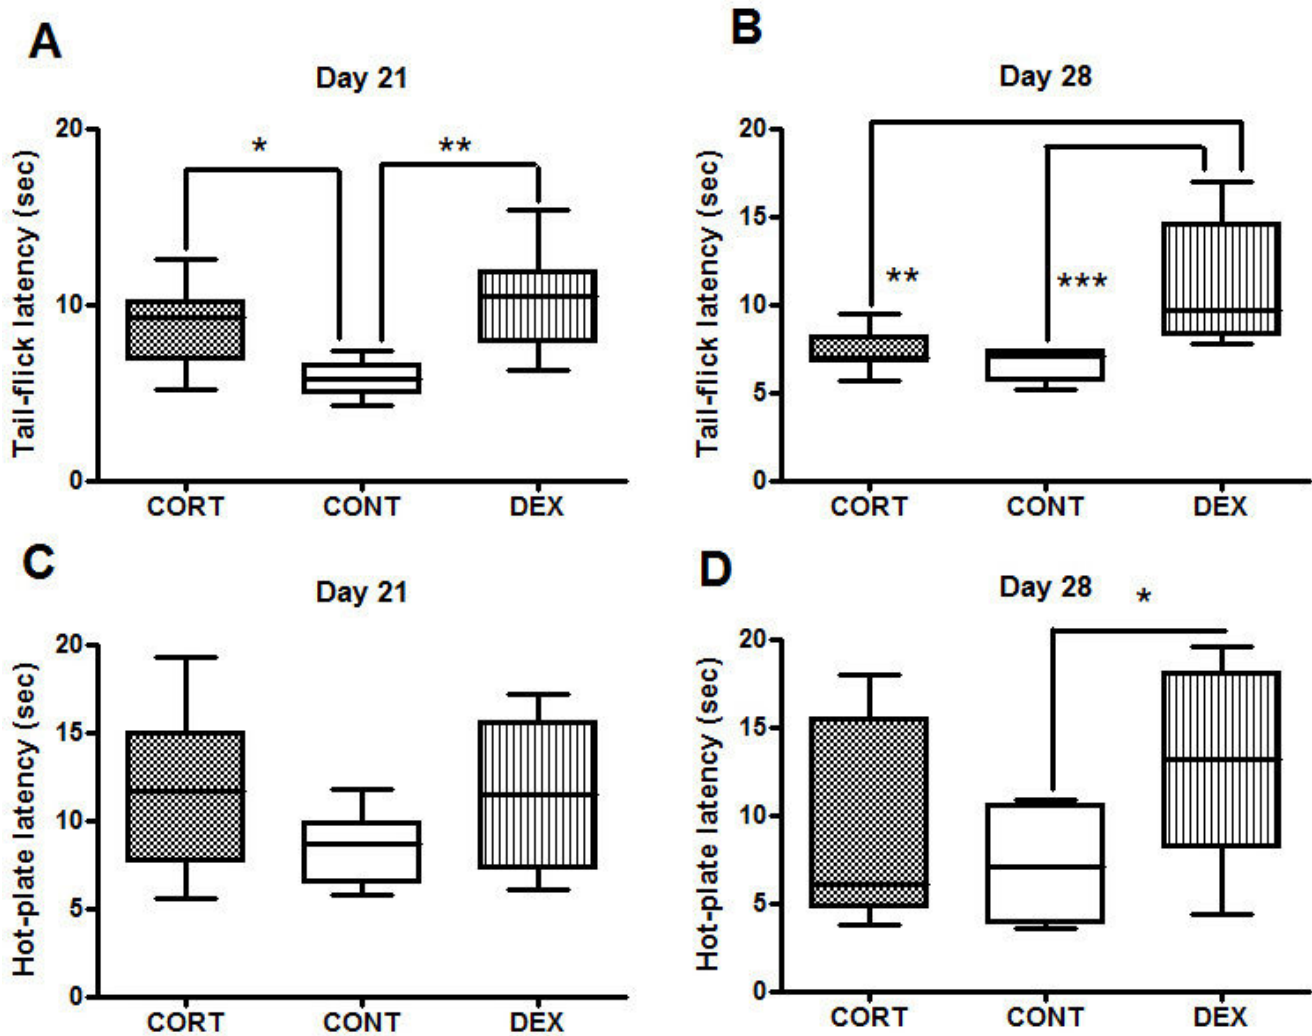 A
Day 21
Tail-flick latency (sec)
20
10
0
* **
CORT CONT DEX
B
Day 28
Tail-flick latency (sec)
20
15
10
5
0
** ***
CORT CONT DEX
C
Day 21
Hot-plate latency (sec)
20
15
10
5
0
CORT CONT DEX
D
Day 28
*
Hot-plate latency (sec)
20
15
10
5
0
CORT CONT DEX